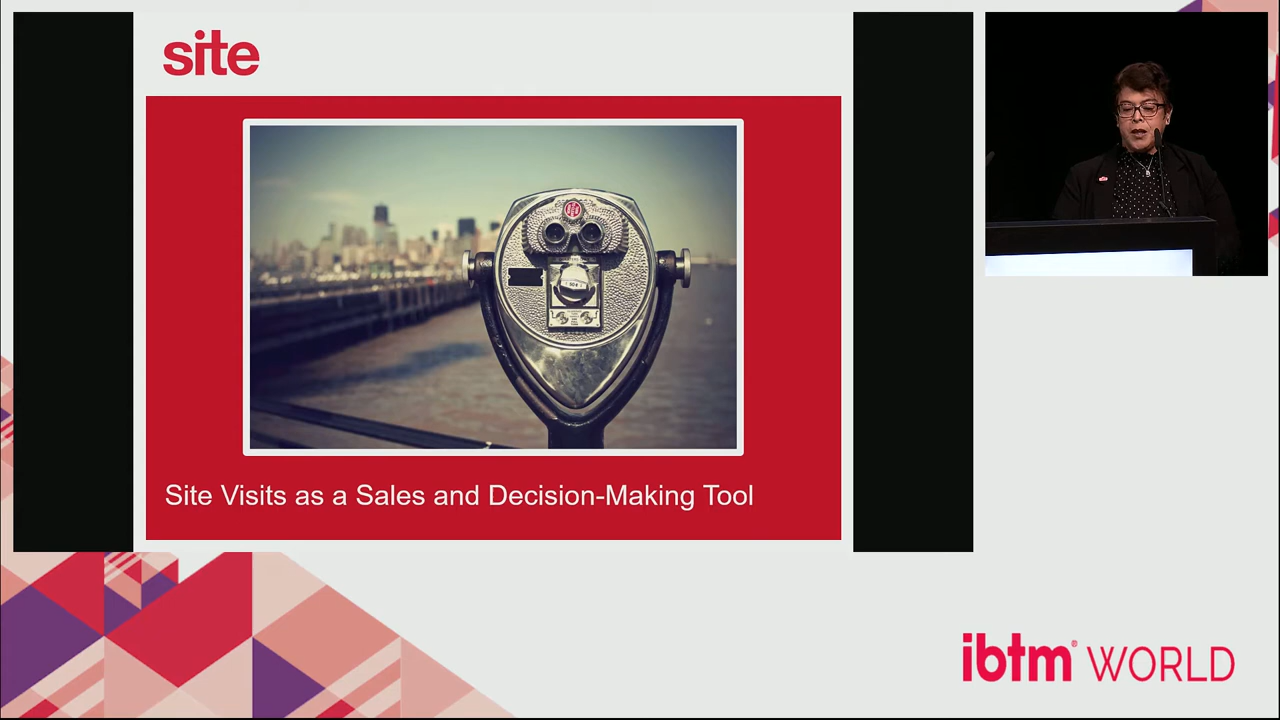 site
Site Visits as a Sales and Decision-Making Tool
ibtm® WORLD